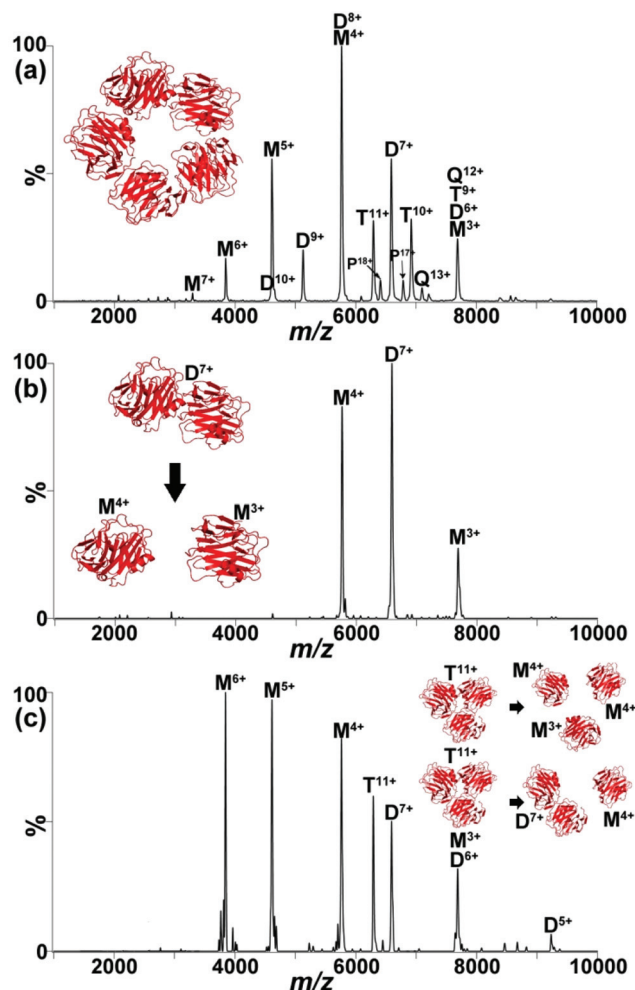 D8+
100
M4+
(a)
M5+
D7+
%
Q12+
T9+
D6+
M3+
T11+
T10+
M6+
D9+
P18+
P17+
M7+
D10+
Q13+
0
2000 4000 6000 8000 10000
m/z
100
D7+
(b)
D7+
M4+
%
M4+
M3+
M3+
0
2000 4000 6000 8000 10000
m/z
100
M6+
M5+
T11+
M4+
(c)
M4+
M4+
M3+
T11+
T11+
D7+
D7+
M4+
%
M3+
D6+
D5+
0
2000 4000 6000 8000 10000
m/z